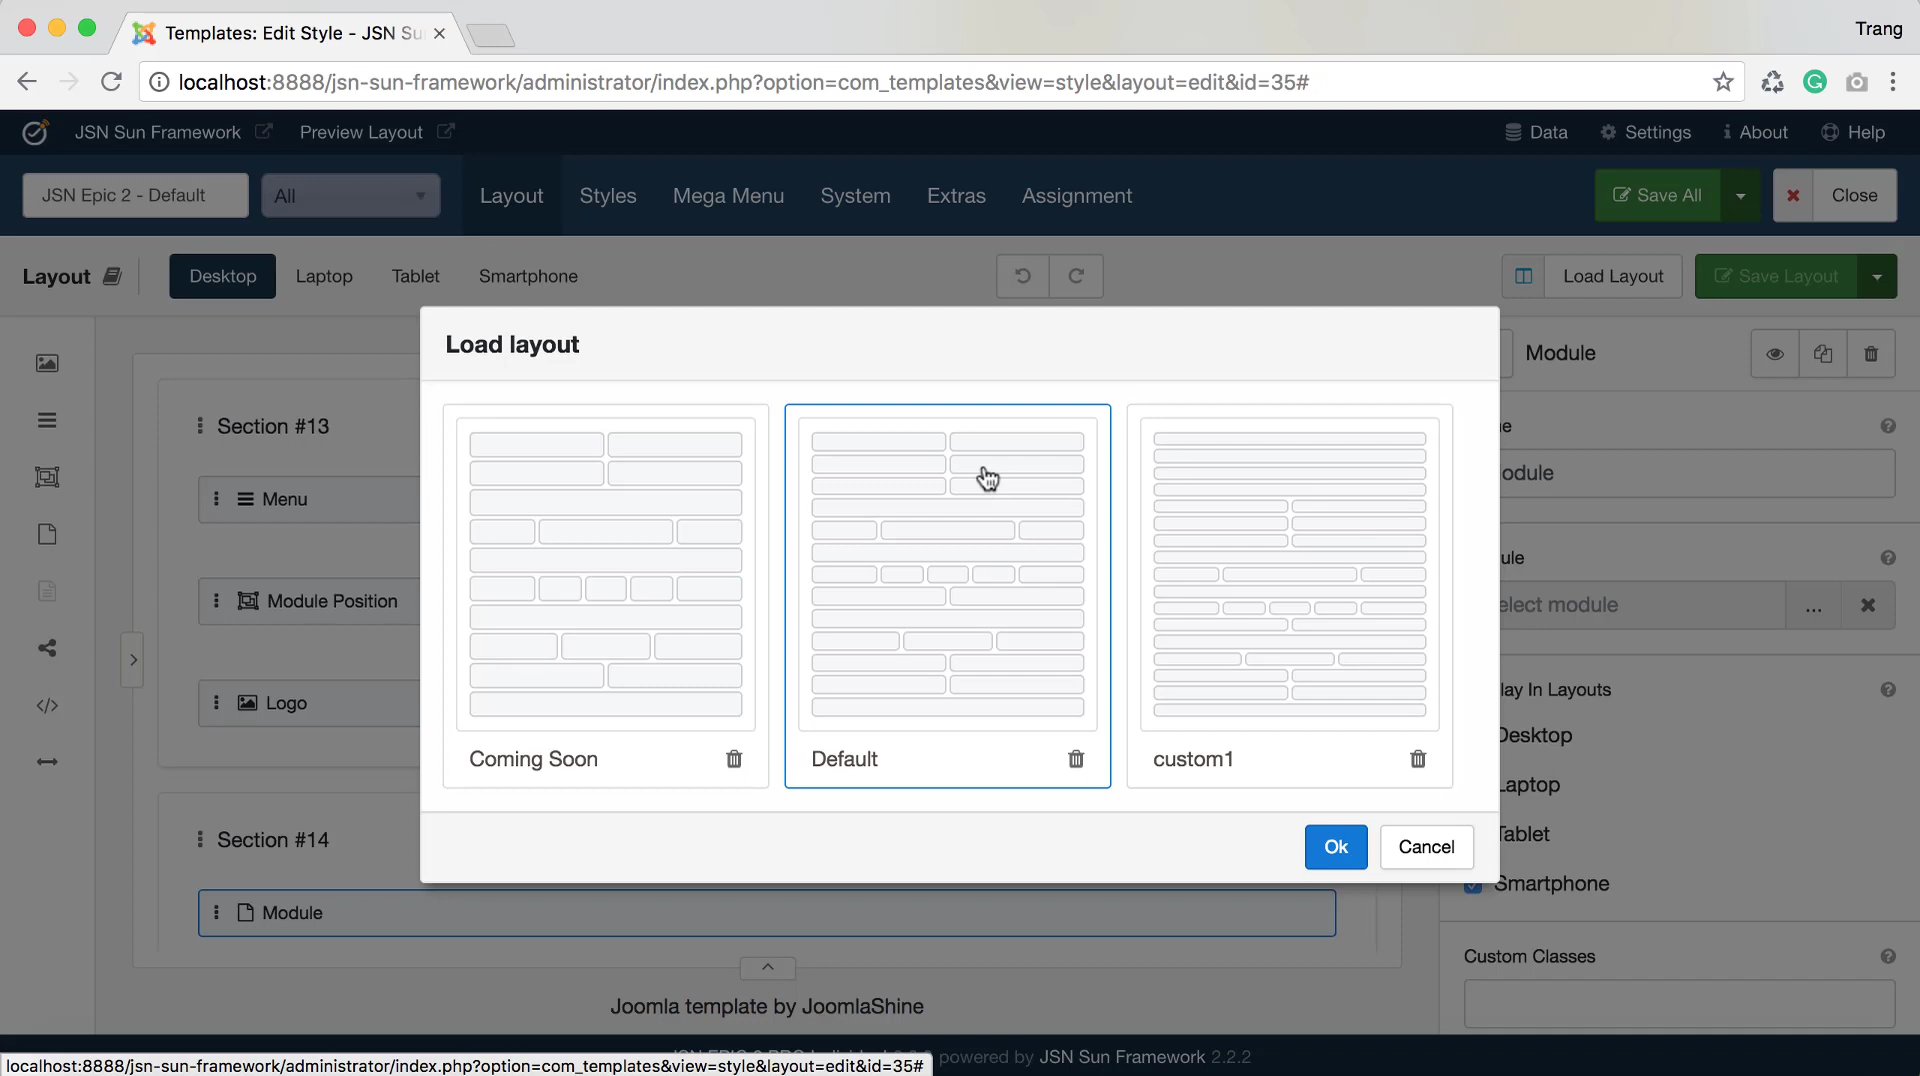 Templates: Edit Style - JSN Su
Trang
localhost:8888/jsn-sun-framework/administrator/index.php?option=com_templates&view=style&layout=edit&id=35#
JSN Sun Framework
Preview Layout
Data
Settings
About
Help
JSN Epic 2 - Default
All
Layout
Styles
Mega Menu
System
Extras
Assignment
Save All
Close
Layout
Desktop
Laptop
Tablet
Smartphone
Load Layout
Save Layout
Load layout
Module
Section #13
Menu
odule
Module Position
elect module
...
Logo
lay In Layouts
Desktop
Coming Soon
Default
custom1
Laptop
Tablet
Section #14
Ok
Cancel
Smartphone
Module
Custom Classes
Joomla template by JoomlaShine
powered by JSN Sun Framework 2.2.2
localhost:8888/jsn-sun-framework/administrator/index.php?option=com_templates&view=style&layout=edit&id=35#